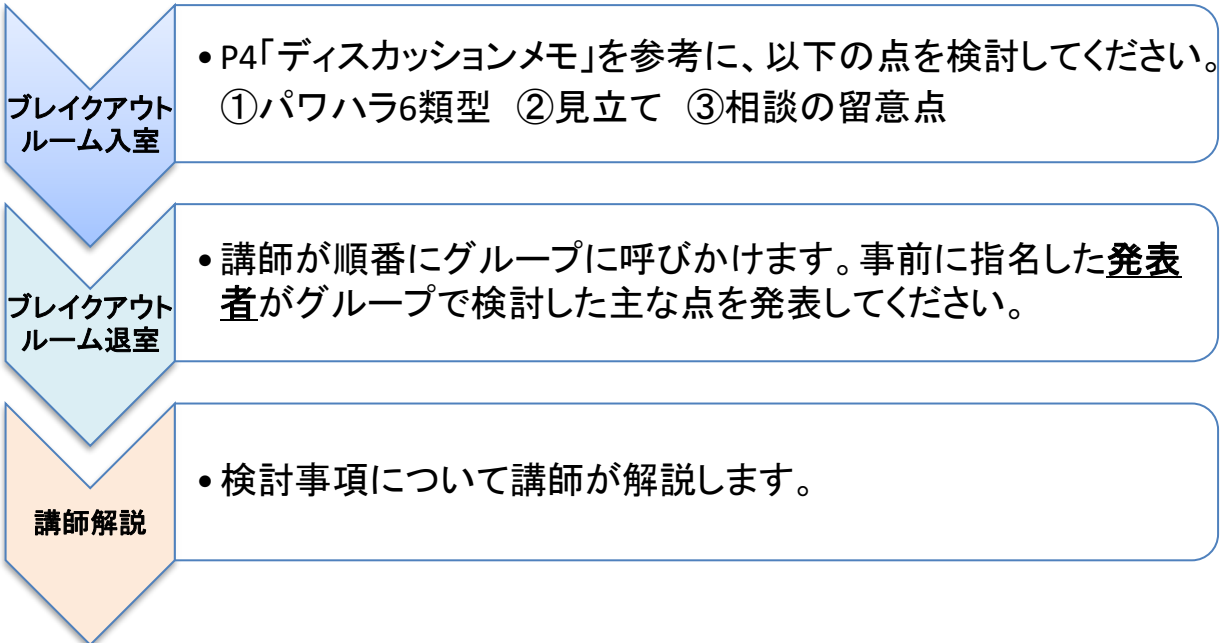 ブレイクアウト
ルーム入室
•P4「ディスカッションメモ」を参考に、以下の点を検討してください。
①パワハラ6類型 ②見立て ③相談の留意点
ブレイクアウト
ルーム退室
•講師が順番にグループに呼びかけます。事前に指名した発表
者がグループで検討した主な点を発表してください。
講師解説
•検討事項について講師が解説します。